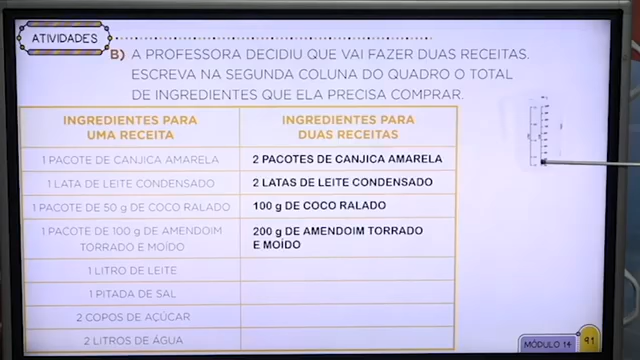 ATIVIDADES
B) A PROFESSORA DECIDIU QUE VAI FAZER DUAS RECEITAS.
ESCREVA NA SEGUNDA COLUNA DO QUADRO O TOTAL
DE INGREDIENTES QUE ELA PRECISA COMPRAR.
INGREDIENTES PARA
UMA RECEITA
INGREDIENTES PARA
DUAS RECEITAS
1 PACOTE DE CANJICA AMARELA
2 PACOTES DE CANJICA AMARELA
1 LATA DE LEITE CONDENSADO
2 LATAS DE LEITE CONDENSADO
1 PACOTE DE 50 g DE COCO RALADO
100 g DE COCO RALADO
1 PACOTE DE 100 g DE AMENDOIM
TORRADO E MOÍDO
200 g DE AMENDOIM TORRADO
E MOÍDO
1 LITRO DE LEITE
1 PITADA DE SAL
2 COPOS DE AÇÚCAR
2 LITROS DE ÁGUA
MÓDULO 14
91